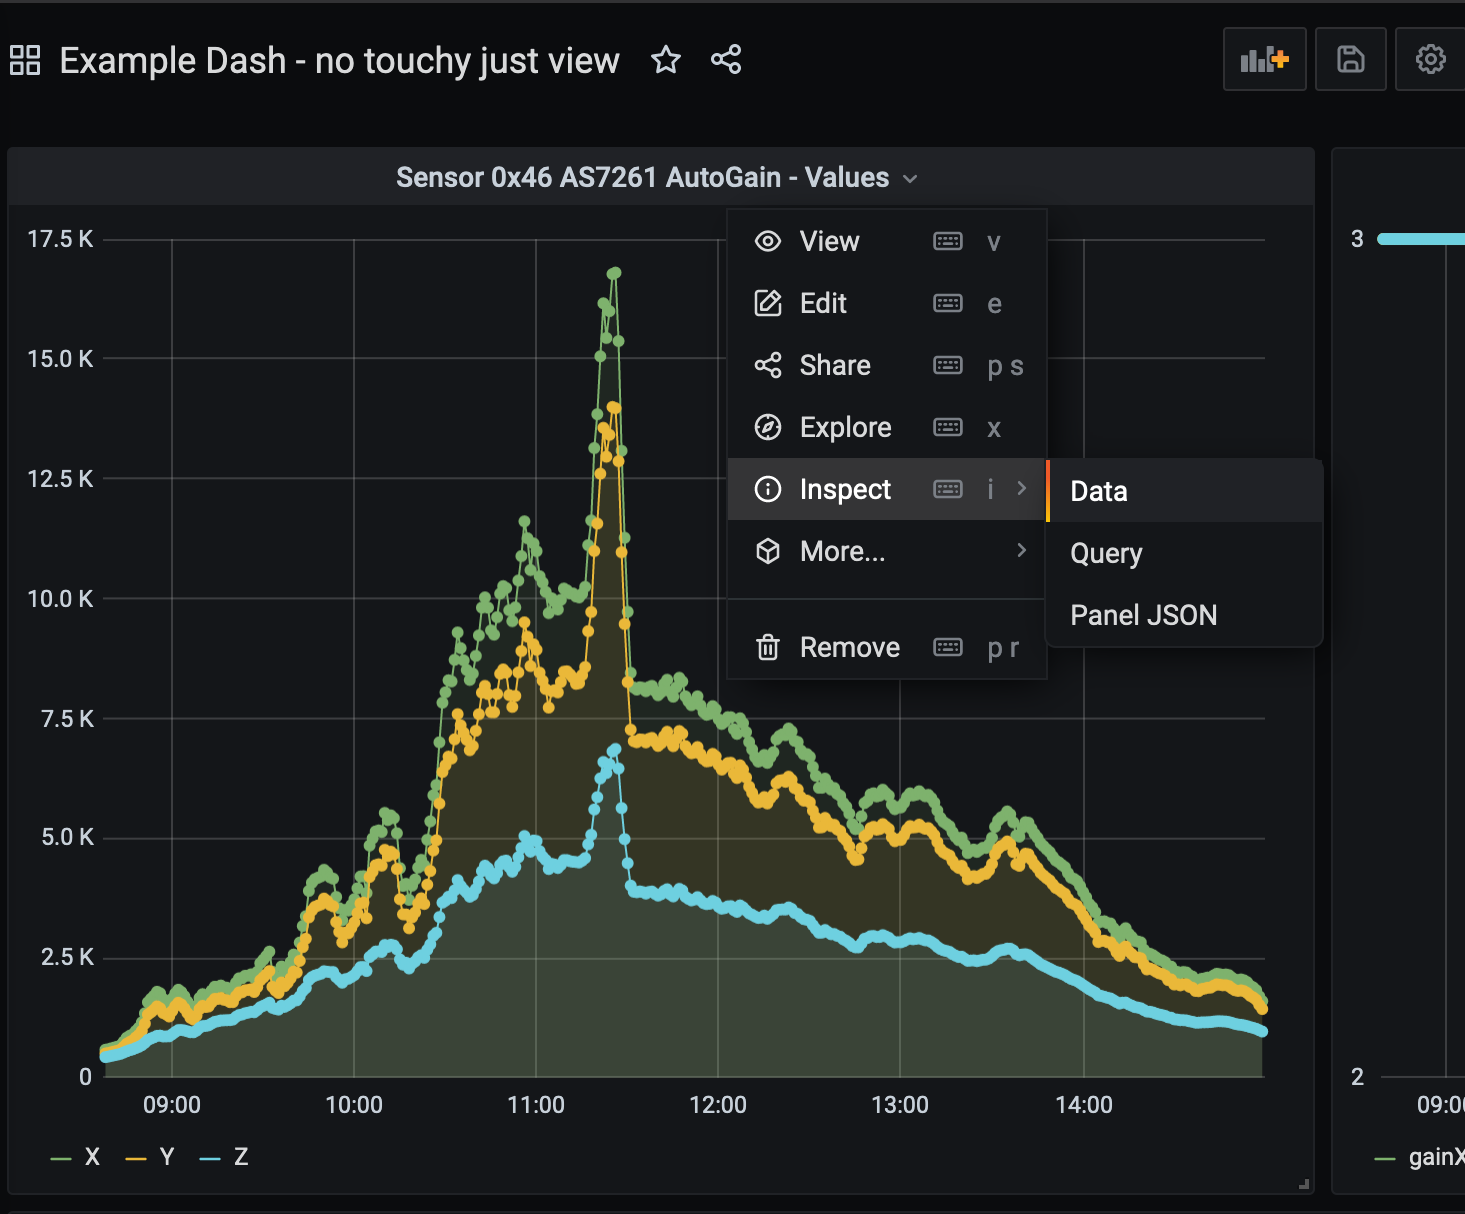 Example Dash - no touchy just view
Sensor 0x46 AS7261 AutoGain - Values
17.5 K
15.0 K
12.5 K
10.0 K
7.5 K
5.0 K
2.5 K
0
09:00 10:00 11:00 12:00 13:00 14:00
X Y Z
View v
Edit e
Share p s
Explore x
Inspect i
More...
Remove p r
Data
Query
Panel JSON
3
2
09:00
gainX